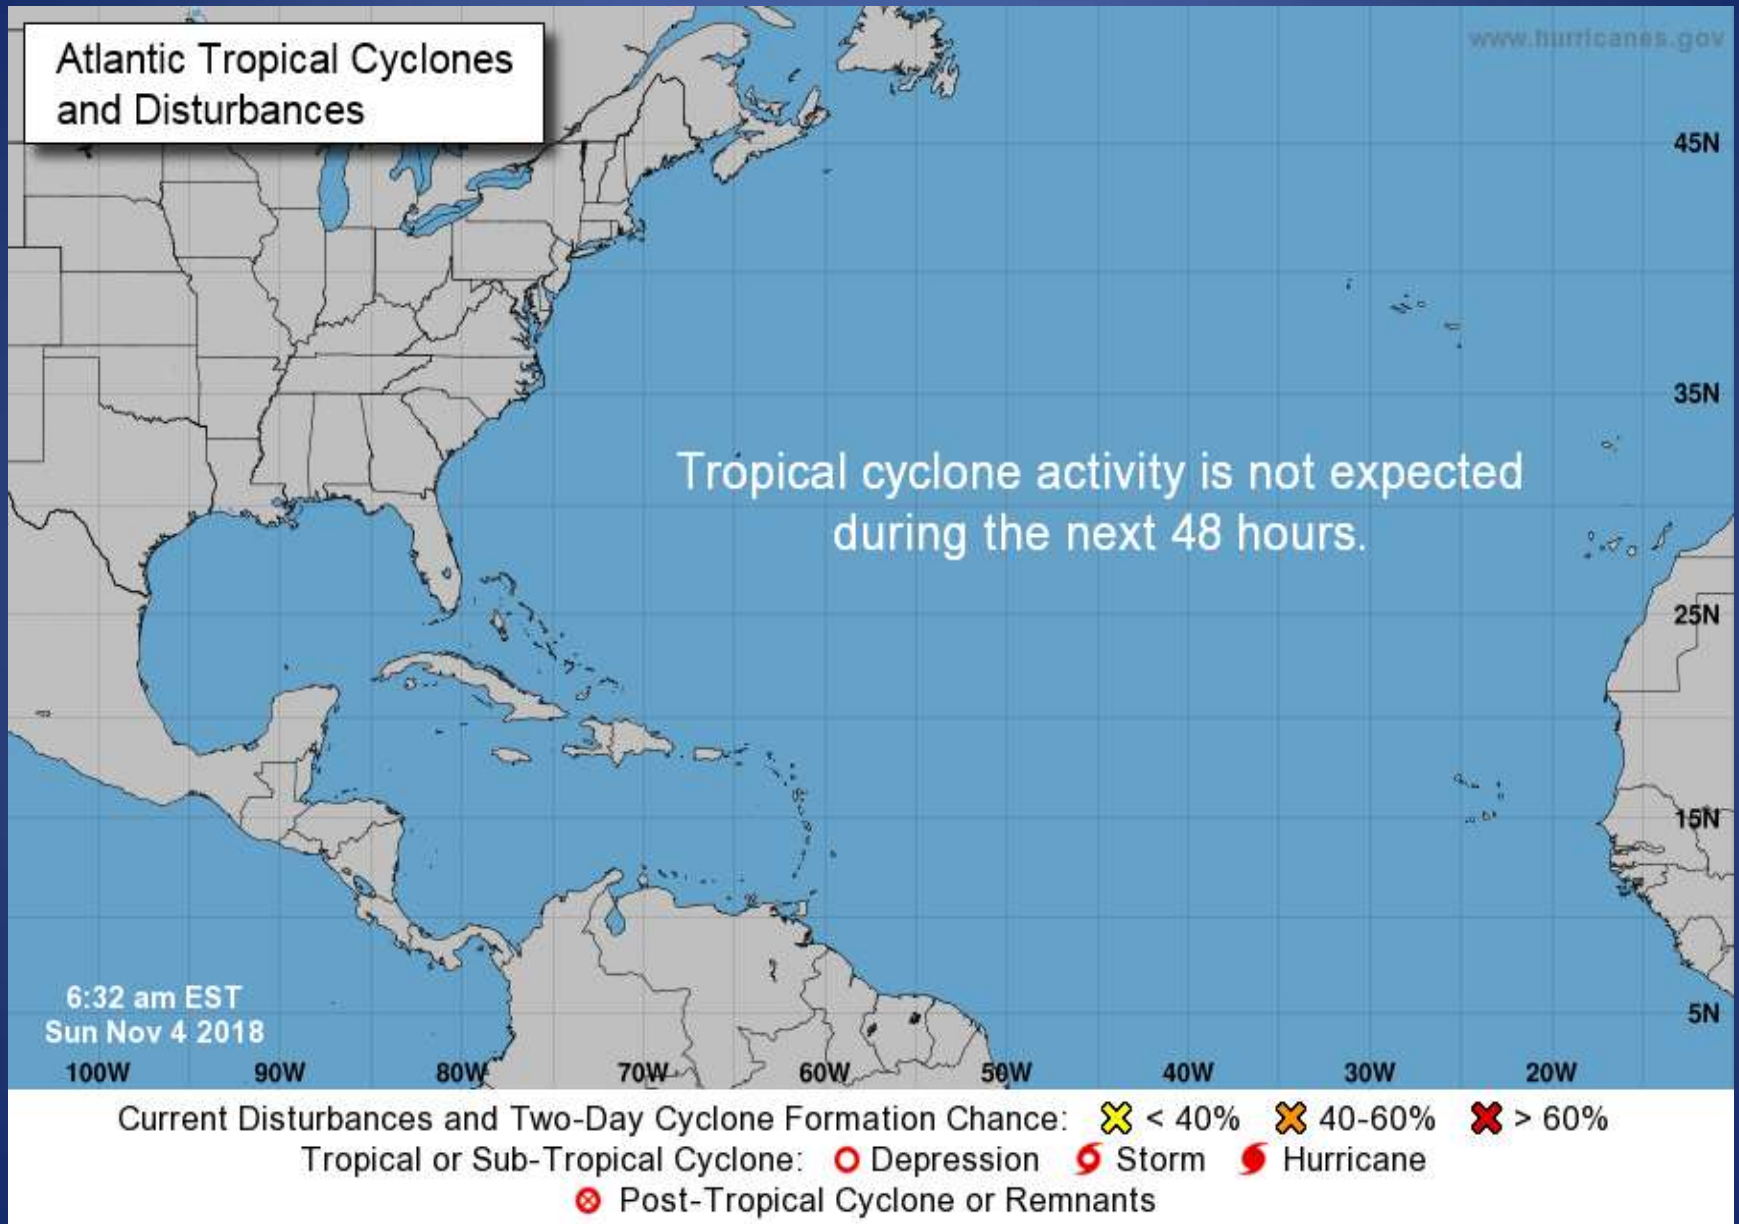 Atlantic Tropical Cyclones
and Disturbances
www.hurricanes.gov
45N
35N
Tropical cyclone activity is not expected
during the next 48 hours.
25N
15N
5N
6:32 am EST
Sun Nov 4 2018
100W 90W 80W 70W 60W 50W 40W 30W 20W
Current Disturbances and Two-Day Cyclone Formation Chance: < 40% 40-60% > 60%
Tropical or Sub-Tropical Cyclone: Depression Storm Hurricane
Post-Tropical Cyclone or Remnants